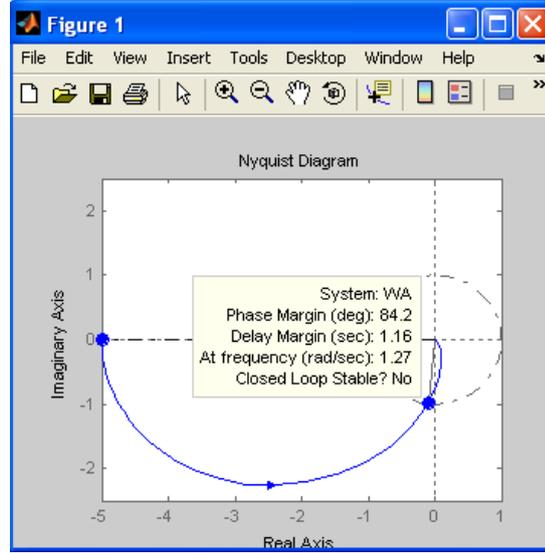 Figure 1
File Edit View Insert Tools Desktop Window Help
Nyquist Diagram
2
1
0
-1
-2
Imaginary Axis
System: WA
Phase Margin (deg): 84.2
Delay Margin (sec): 1.16
At frequency (rad/sec): 1.27
Closed Loop Stable? No
-5 -4 -3 -2 -1 0 1
Real Axis